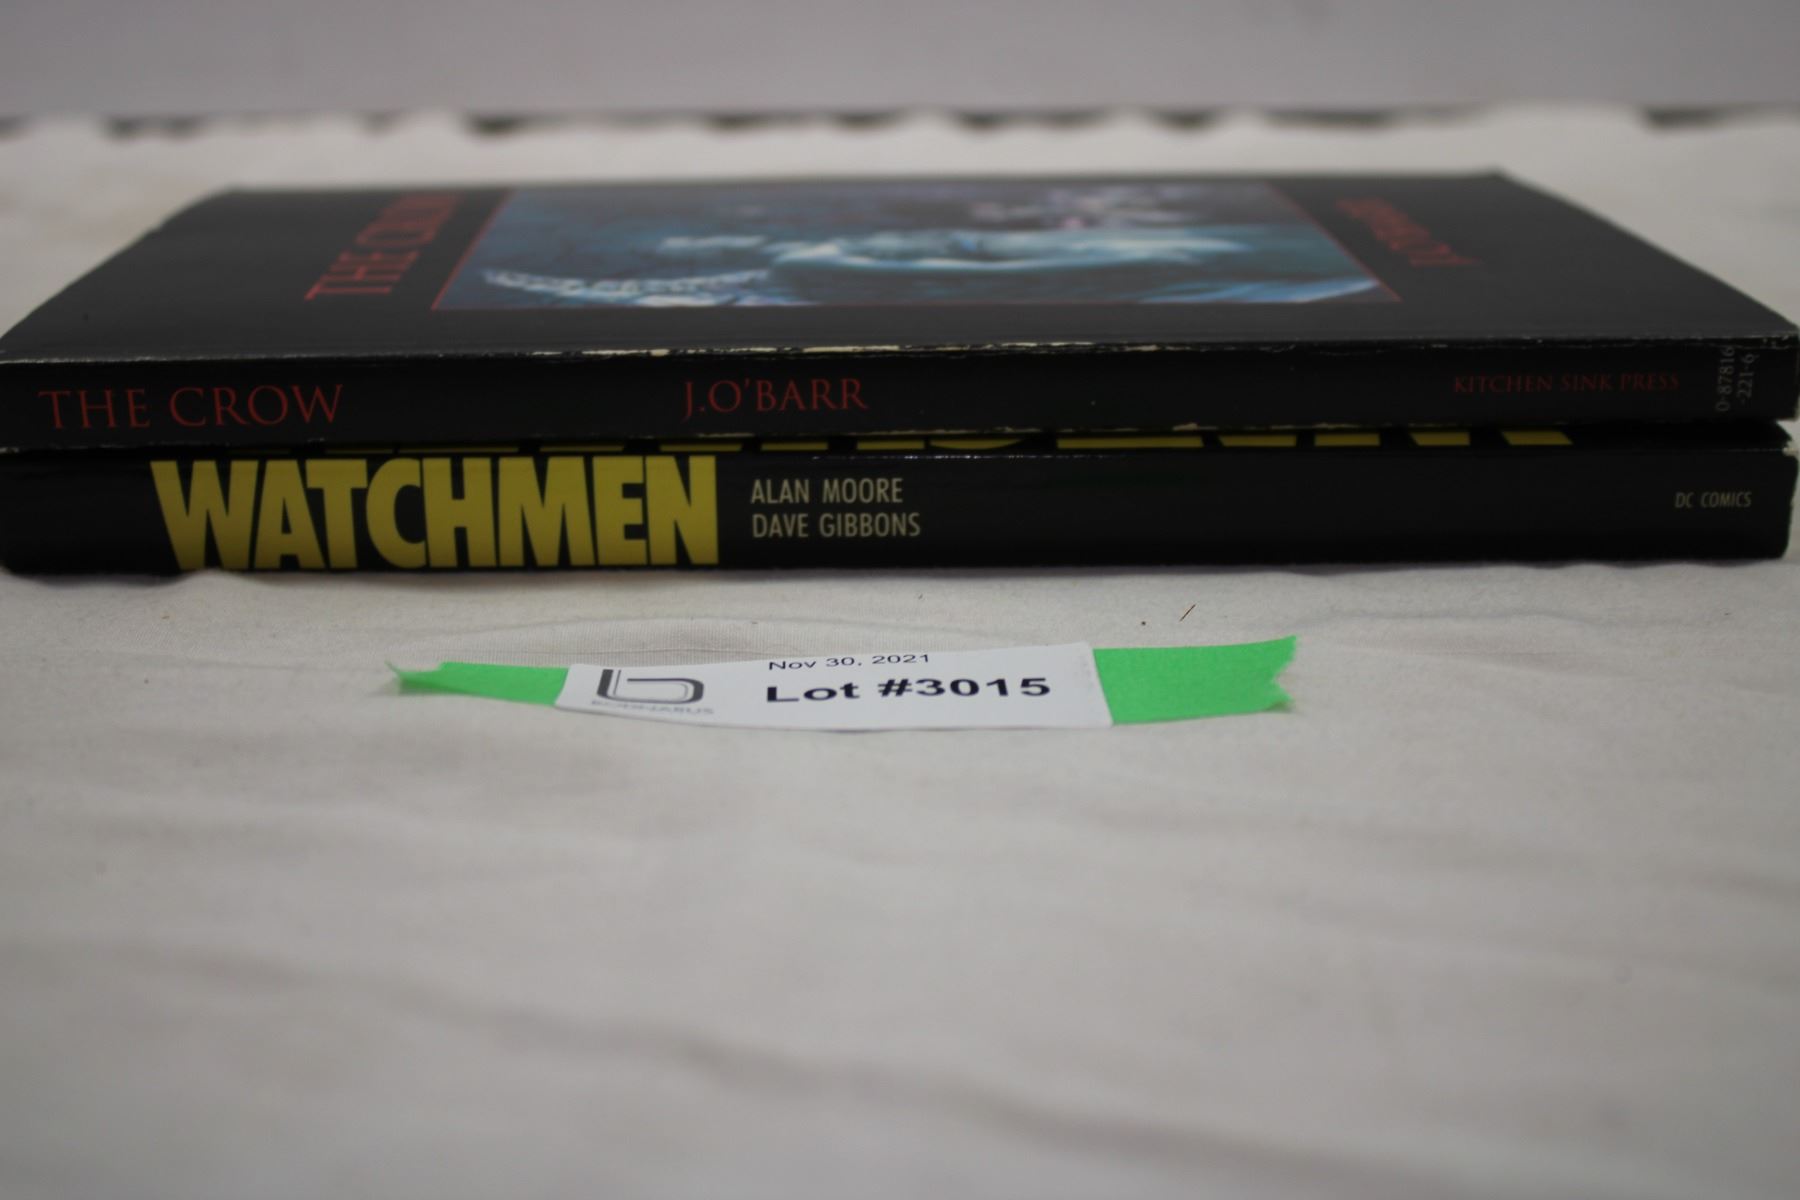 THE CROW
J.O'BARR
THE CROW
J.O'BARR
KITCHEN SINK PRESS
0-87816
-221-6
WATCHMEN
ALAN MOORE
DAVE GIBBONS
DC COMICS
Nov 30, 2021
Lot #3015